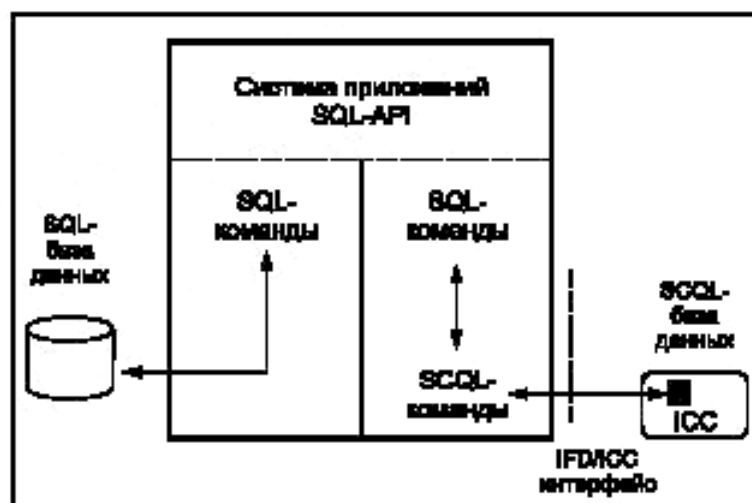 Система приложений
SQL-API
SQL-
команды
SQL-
команды
SQL-
база
данных
SCQL-
база
данных
SCQL-
команды
ICC
IFD/ICC
интерфейс